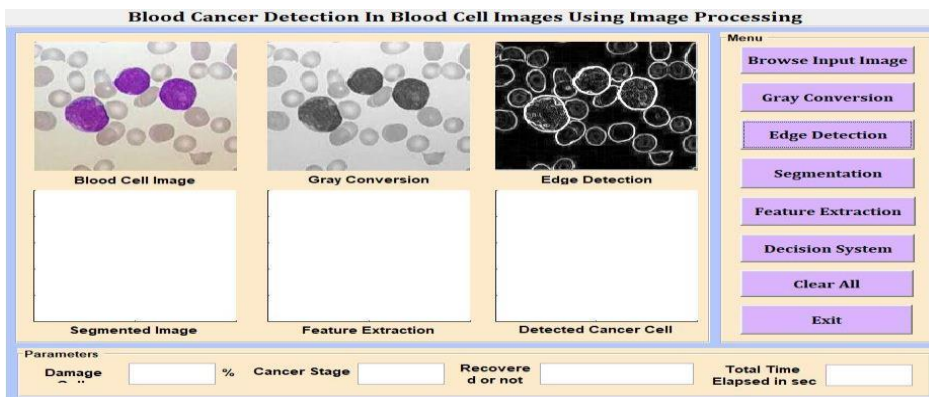 Blood Cancer Detection In Blood Cell Images Using Image Processing
Menu
Browse Input Image
Gray Conversion
Edge Detection
Segmentation
Feature Extraction
Decision System
Clear All
Exit
Blood Cell Image
Gray Conversion
Edge Detection
Segmented Image
Feature Extraction
Detected Cancer Cell
Parameters
Damage
%
Cancer Stage
Recovere
d or not
Total Time
Elapsed in sec